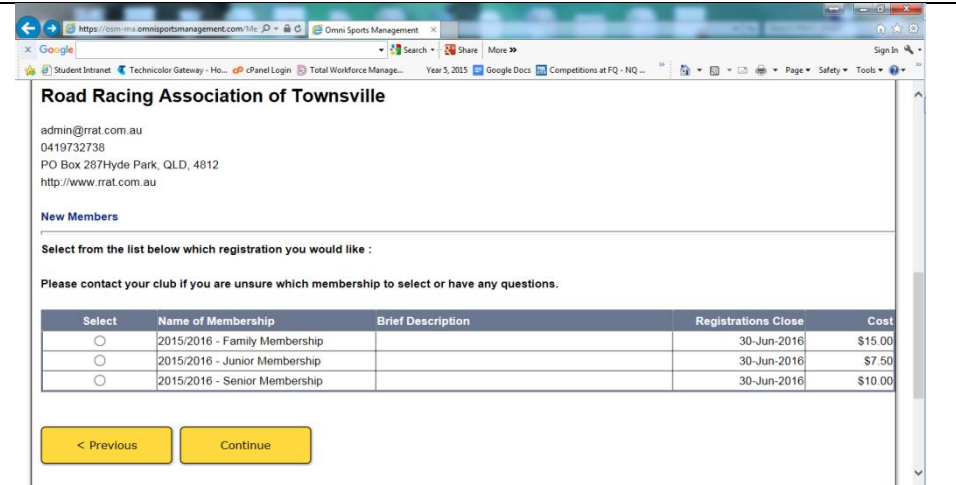 https://osm-ma.omnisportsmanagement.com/Me
Omni Sports Management
x Google Search Share More » Sign In
Student Intranet Technicolor Gateway - Ho... cPanel Login Total Workforce Manage... Year 5, 2015 Google Docs Competitions at FQ - NQ ... Page Safety Tools
Road Racing Association of Townsville
admin@rrat.com.au
0419732738
PO Box 287Hyde Park, QLD, 4812
http://www.rrat.com.au
New Members
Select from the list below which registration you would like :
Please contact your club if you are unsure which membership to select or have any questions.
Select Name of Membership Brief Description Registrations Close Cost
2015/2016 - Family Membership 30-Jun-2016 $15.00
2015/2016 - Junior Membership 30-Jun-2016 $7.50
2015/2016 - Senior Membership 30-Jun-2016 $10.00
< Previous Continue